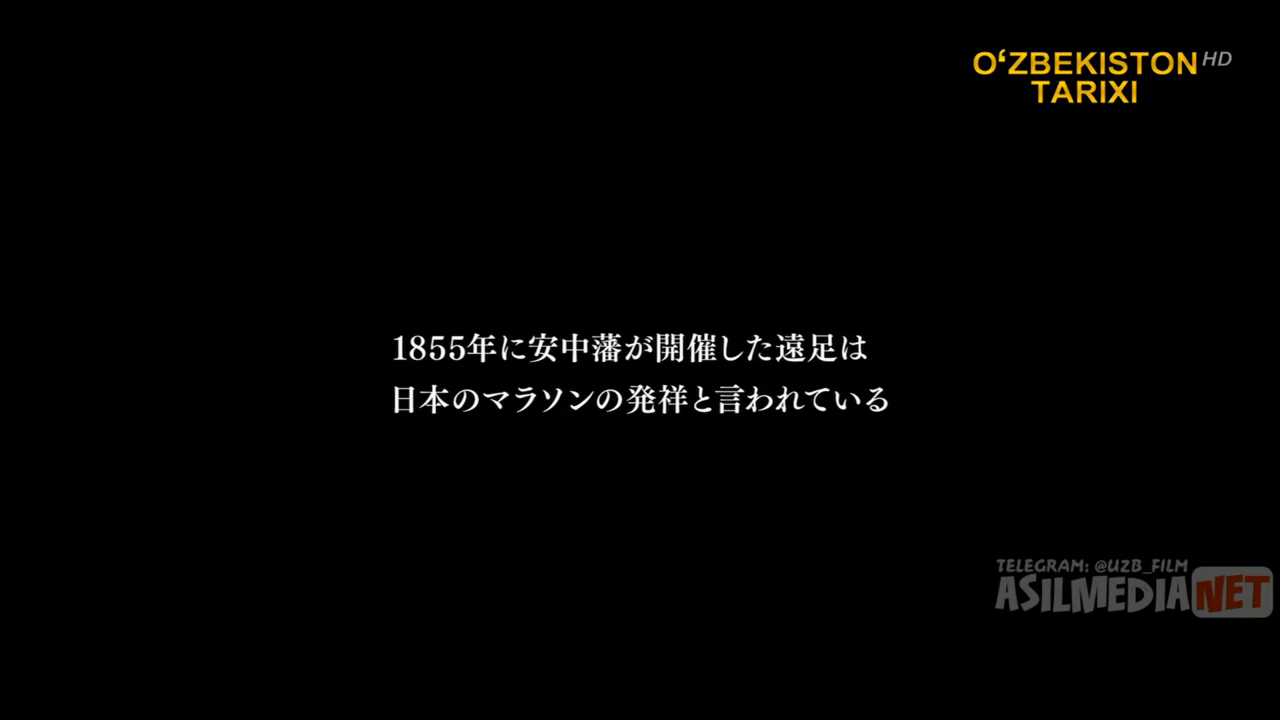 OʻZBEKISTON HD
TARIXI
1855年に安中藩が開催した遠足は
日本のマラソンの発祥と言われている
TELEGRAM: @UZB_FILM
ASILMEDIA NET